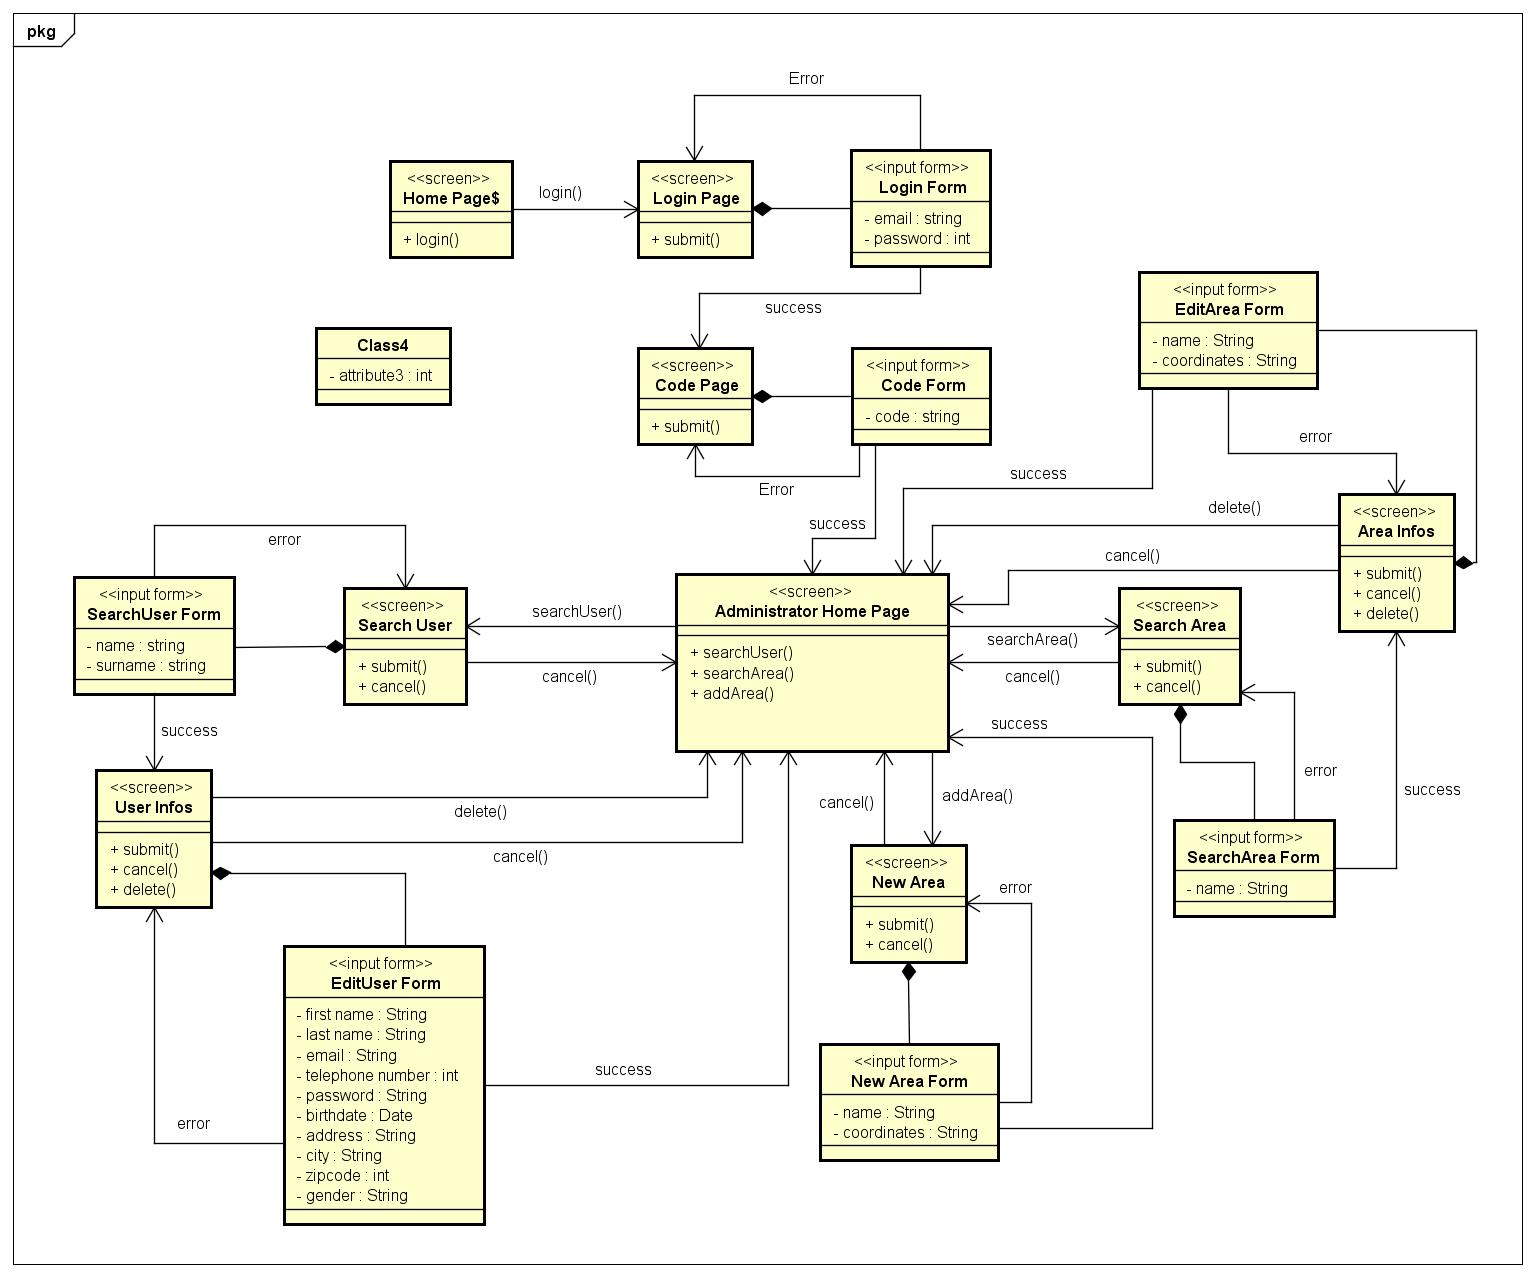 pkg
Error
<<screen>>
Home Page$
+ login()
login()
<<screen>>
Login Page
+ submit()
<<input form>>
Login Form
- email : string
- password : int
success
<<input form>>
EditArea Form
- name : String
- coordinates : String
Class4
- attribute3 : int
<<screen>>
Code Page
+ submit()
<<input form>>
Code Form
- code : string
Error
success
success
error
delete()
cancel()
<<screen>>
Area Infos
+ submit()
+ cancel()
+ delete()
error
<<input form>>
SearchUser Form
- name : string
- surname : string
<<screen>>
Search User
+ submit()
+ cancel()
searchUser()
cancel()
<<screen>>
Administrator Home Page
+ searchUser()
+ searchArea()
+ addArea()
searchArea()
cancel()
<<screen>>
Search Area
+ submit()
+ cancel()
success
success
error
success
<<screen>>
User Infos
+ submit()
+ cancel()
+ delete()
delete()
cancel()
cancel()
addArea()
<<screen>>
New Area
+ submit()
+ cancel()
error
<<input form>>
SearchArea Form
- name : String
<<input form>>
EditUser Form
- first name : String
- last name : String
- email : String
- telephone number : int
- password : String
- birthdate : Date
- address : String
- city : String
- zipcode : int
- gender : String
error
success
<<input form>>
New Area Form
- name : String
- coordinates : String